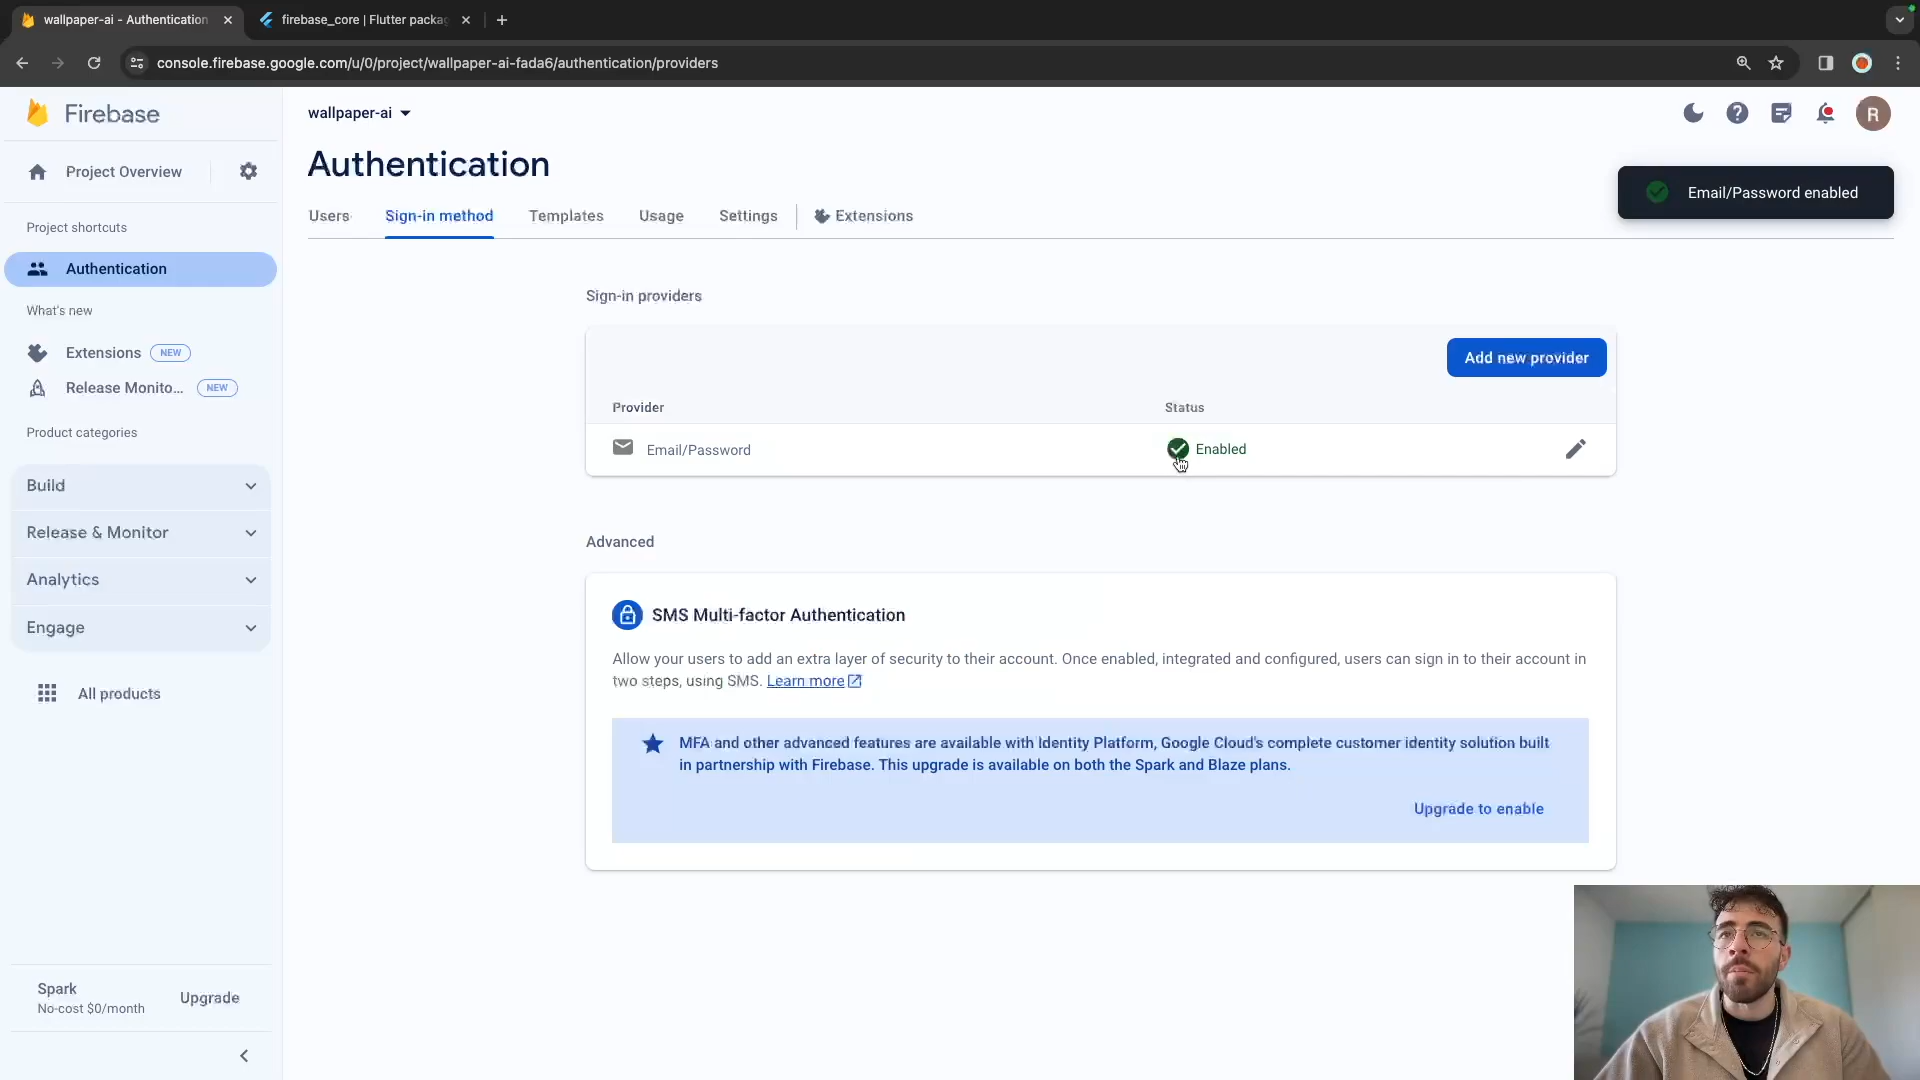 wallpaper-ai - Authentication
firebase_core | Flutter packag
console.firebase.google.com/u/0/project/wallpaper-ai-fada6/authentication/providers
Firebase
wallpaper-ai
R
Authentication
Project Overview
Email/Password enabled
Users
Sign-in method
Templates
Usage
Settings
Extensions
Project shortcuts
Authentication
What's new
Extensions NEW
Release Monito... NEW
Product categories
Build
Release & Monitor
Analytics
Engage
All products
Spark
No-cost $0/month
Upgrade
Sign-in providers
Add new provider
Provider Status
Email/Password Enabled
Advanced
SMS Multi-factor Authentication
Allow your users to add an extra layer of security to their account. Once enabled, integrated and configured, users can sign in to their account in
two steps, using SMS. Learn more
MFA and other advanced features are available with Identity Platform, Google Cloud's complete customer identity solution built
in partnership with Firebase. This upgrade is available on both the Spark and Blaze plans.
Upgrade to enable